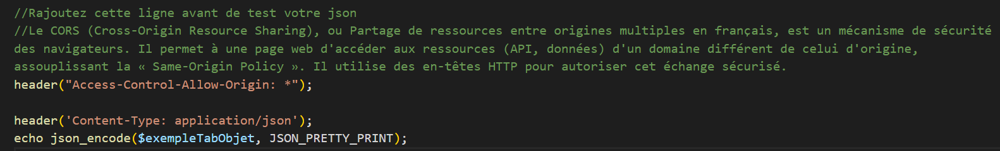 //Rajoutez cette ligne avant de test votre json
//Le CORS (Cross-Origin Resource Sharing), ou Partage de ressources entre origines multiples en français, est un mécanisme de sécurité
des navigateurs. Il permet à une page web d'accéder aux ressources (API, données) d'un domaine différent de celui d'origine,
assouplissant la « Same-Origin Policy ». Il utilise des en-têtes HTTP pour autoriser cet échange sécurisé.
header("Access-Control-Allow-Origin: *");
header('Content-Type: application/json');
echo json_encode($exempleTabObjet, JSON_PRETTY_PRINT);